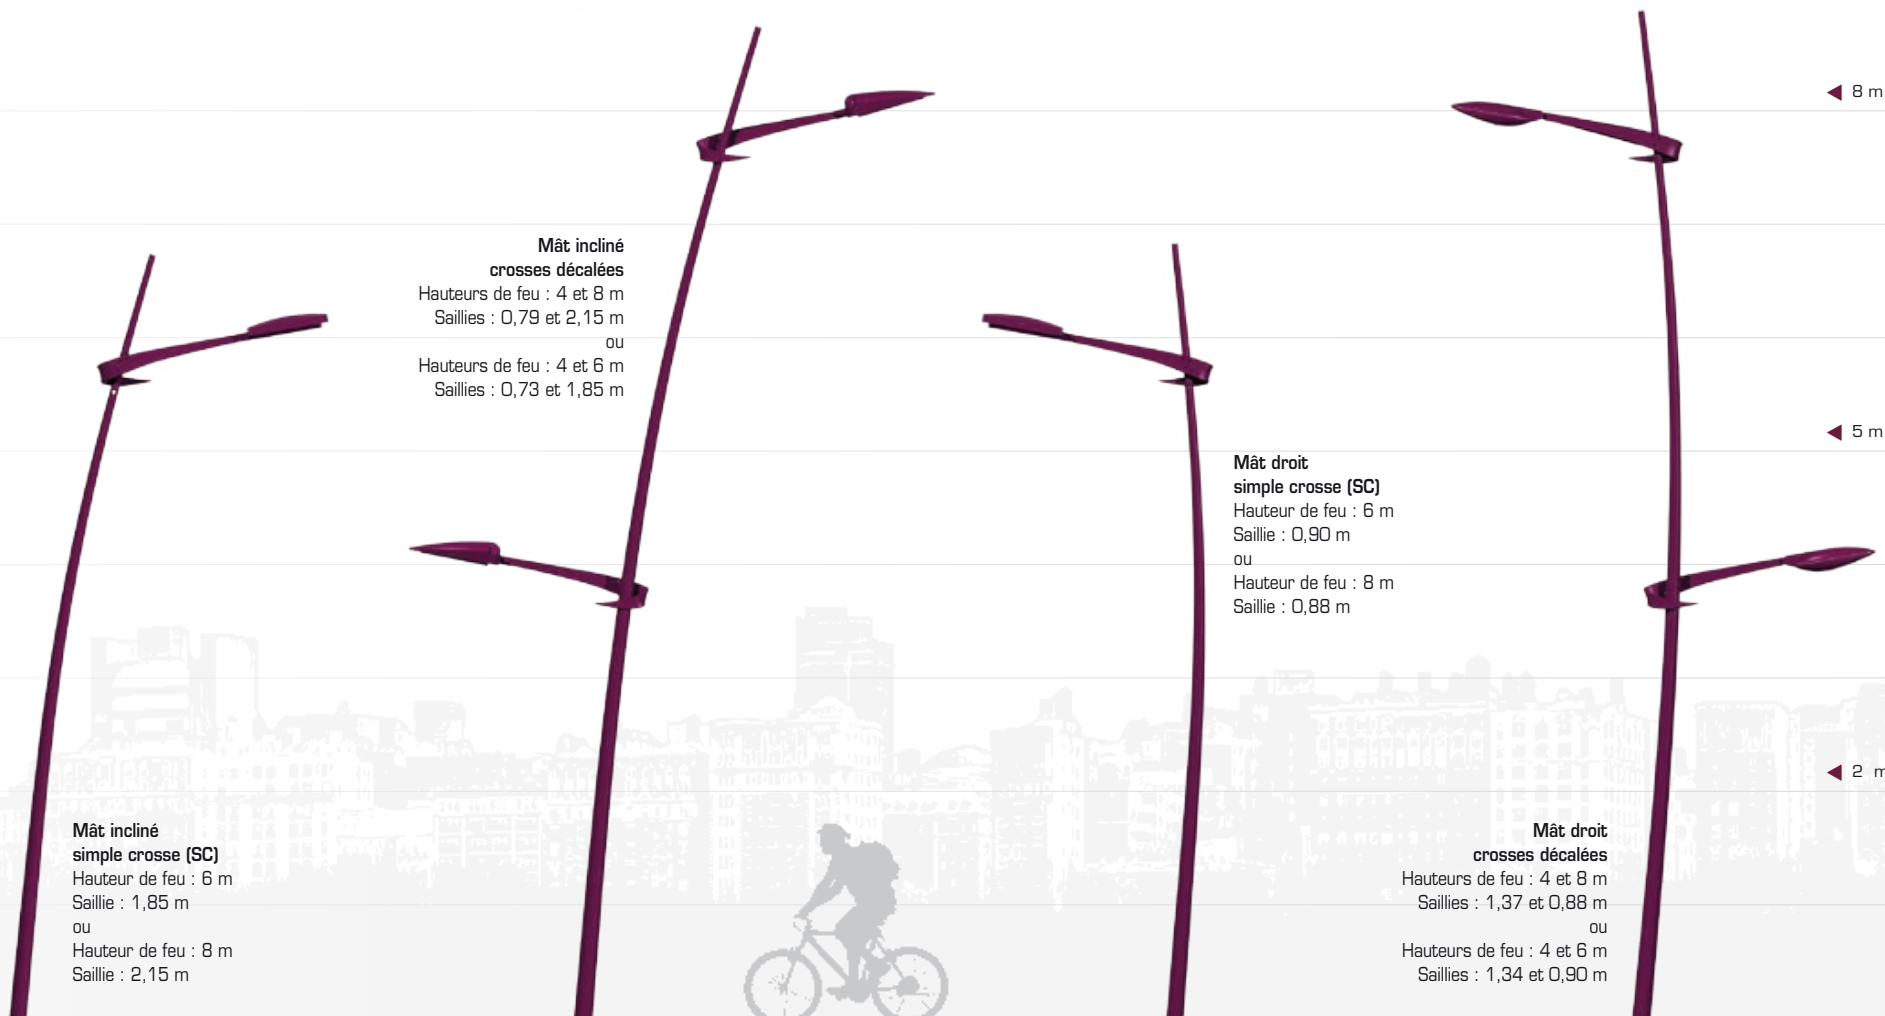 Mât incliné
crosses décalées
Hauteurs de feu : 4 et 8 m
Saillies : 0,79 et 2,15 m
ou
Hauteurs de feu : 4 et 6 m
Saillies : 0,73 et 1,85 m
Mât droit
simple crosse (SC)
Hauteur de feu : 6 m
Saillie : 0,90 m
ou
Hauteur de feu : 8 m
Saillie : 0,88 m
Mât incliné
simple crosse (SC)
Hauteur de feu : 6 m
Saillie : 1,85 m
ou
Hauteur de feu : 8 m
Saillie : 2,15 m
Mât droit
crosses décalées
Hauteurs de feu : 4 et 8 m
Saillies : 1,37 et 0,88 m
ou
Hauteurs de feu : 4 et 6 m
Saillies : 1,34 et 0,90 m
8 m
5 m
2 m